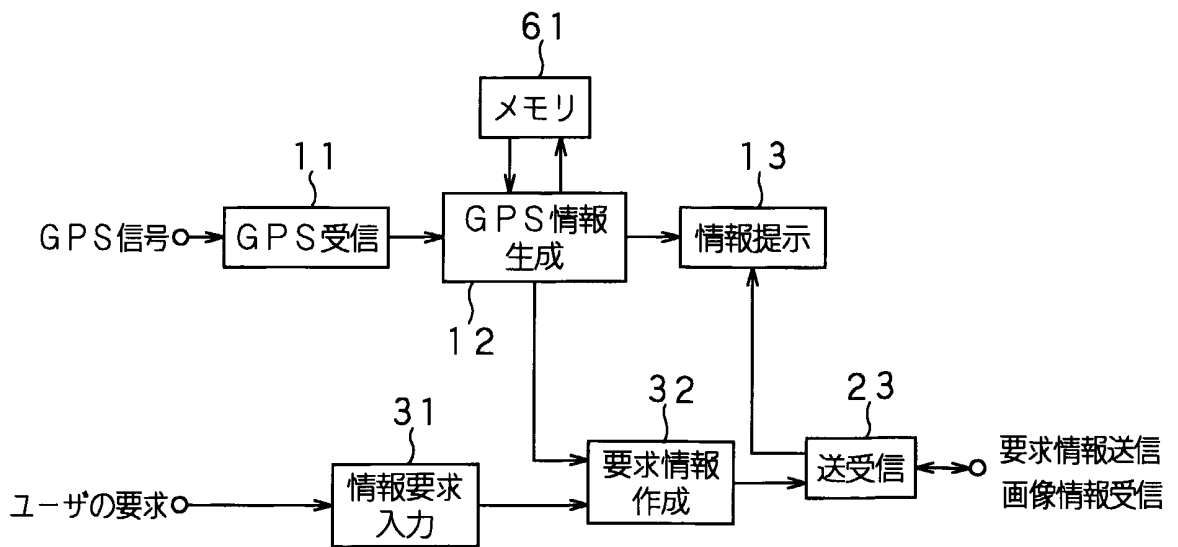 61
メモリ
11
13
GPS信号
GPS受信
GPS情報
生成
情報提示
12
32
23
31
要求情報
作成
送受信
要求情報送信
画像情報受信
ユーザの要求
情報要求
入力